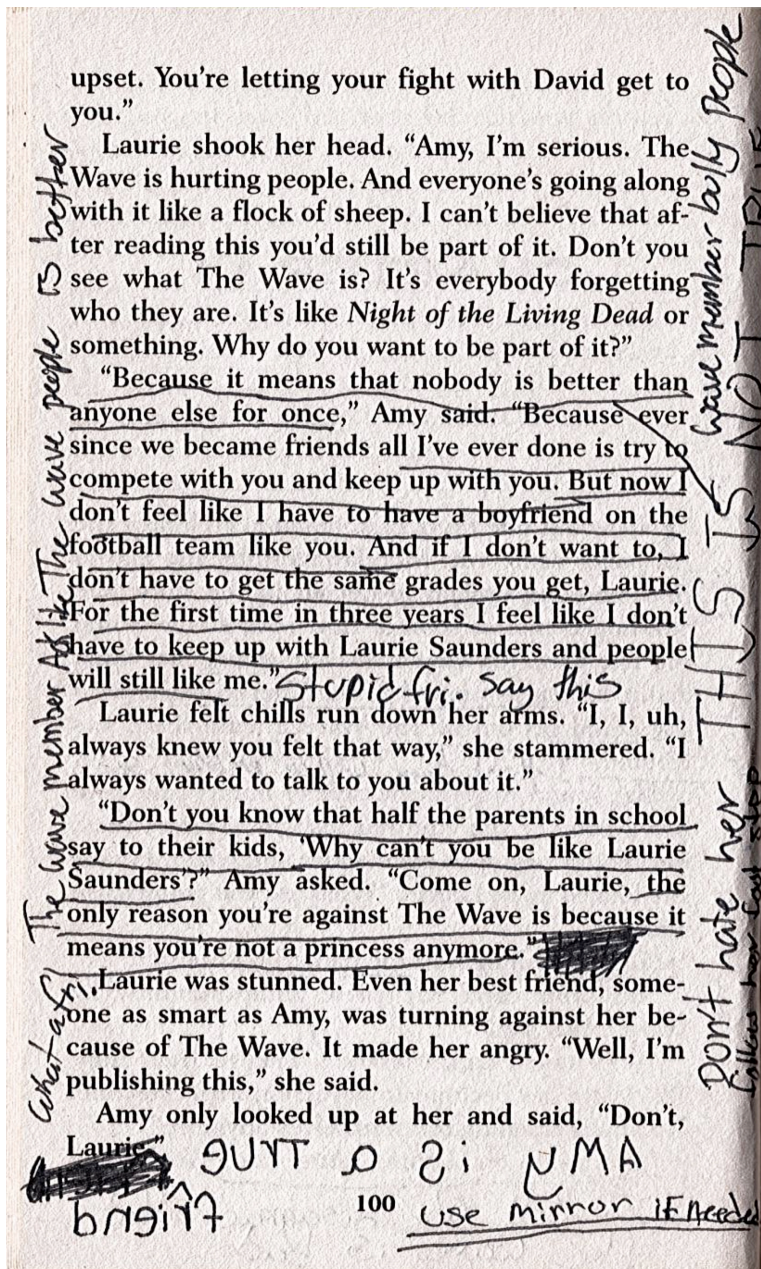 upset. You're letting your fight with David get to
you."
Laurie shook her head. "Amy, I'm serious. The
Wave is hurting people. And everyone's going along
with it like a flock of sheep. I can't believe that af-
ter reading this you'd still be part of it. Don't you
see what The Wave is? It's everybody forgetting
who they are. It's like Night of the Living Dead or
something. Why do you want to be part of it?"
"Because it means that nobody is better than
anyone else for once," Amy said. "Because ever
since we became friends all I've ever done is try to
compete with you and keep up with you. But now I
don't feel like I have to have a boyfriend on the
football team like you. And if I don't want to, I
don't have to get the same grades you get, Laurie.
For the first time in three years I feel like I don't
have to keep up with Laurie Saunders and people
will still like me." Stupid fri. say this
Laurie felt chills run down her arms. "I, I, uh,
always knew you felt that way," she stammered. "I
always wanted to talk to you about it."
"Don't you know that half the parents in school
say to their kids, 'Why can't you be like Laurie
Saunders'?" Amy asked. "Come on, Laurie, the
only reason you're against The Wave is because it
means you're not a princess anymore."
Laurie was stunned. Even her best friend, some-
one as smart as Amy, was turning against her be-
cause of The Wave. It made her angry. "Well, I'm
publishing this," she said.
Amy only looked up at her and said, "Don't,
Laurie."
AMY is a TRUE
friend
100
use mirror if needed
What a fri.
The wave member The wave people is better
wave member bully people
THIS IS NOT TRUE
Don't hate her